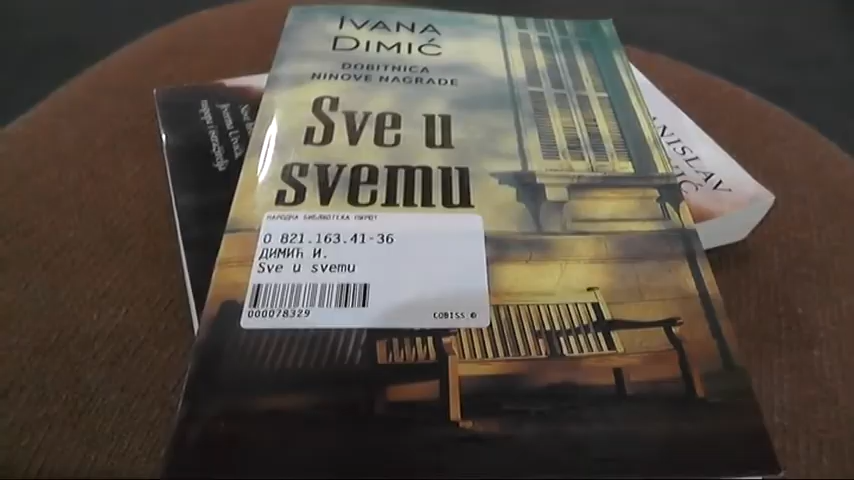 IVANA
DIMIĆ
DOBITNICA
NINOVE NAGRADE
Sve u
svemu
НАРОДНА БИБЛИОТЕКА ПИРОТ
O 821.163.41-36
ДИМИЋ И.
Sve u svemu
000078329
COBISS